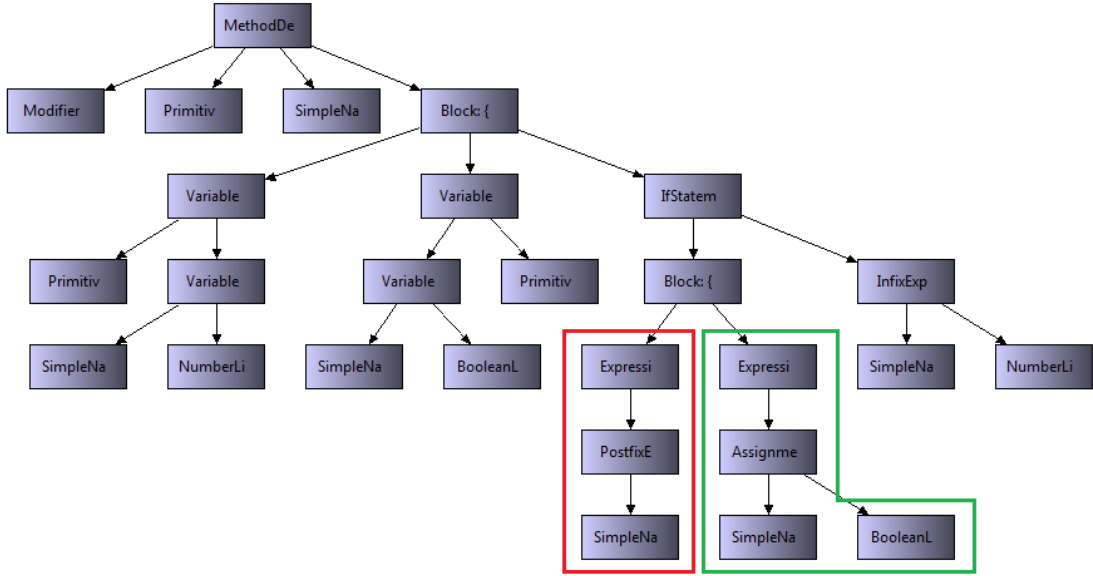 MethodDe
Modifier
Primitiv
SimpleNa
Block: {
Variable
Variable
IfStatem
Primitiv
Variable
Variable
Primitiv
Block: {
InfixExp
SimpleNa
NumberLi
SimpleNa
BooleanL
Expressi
Expressi
SimpleNa
NumberLi
PostfixE
Assignme
SimpleNa
SimpleNa
BooleanL